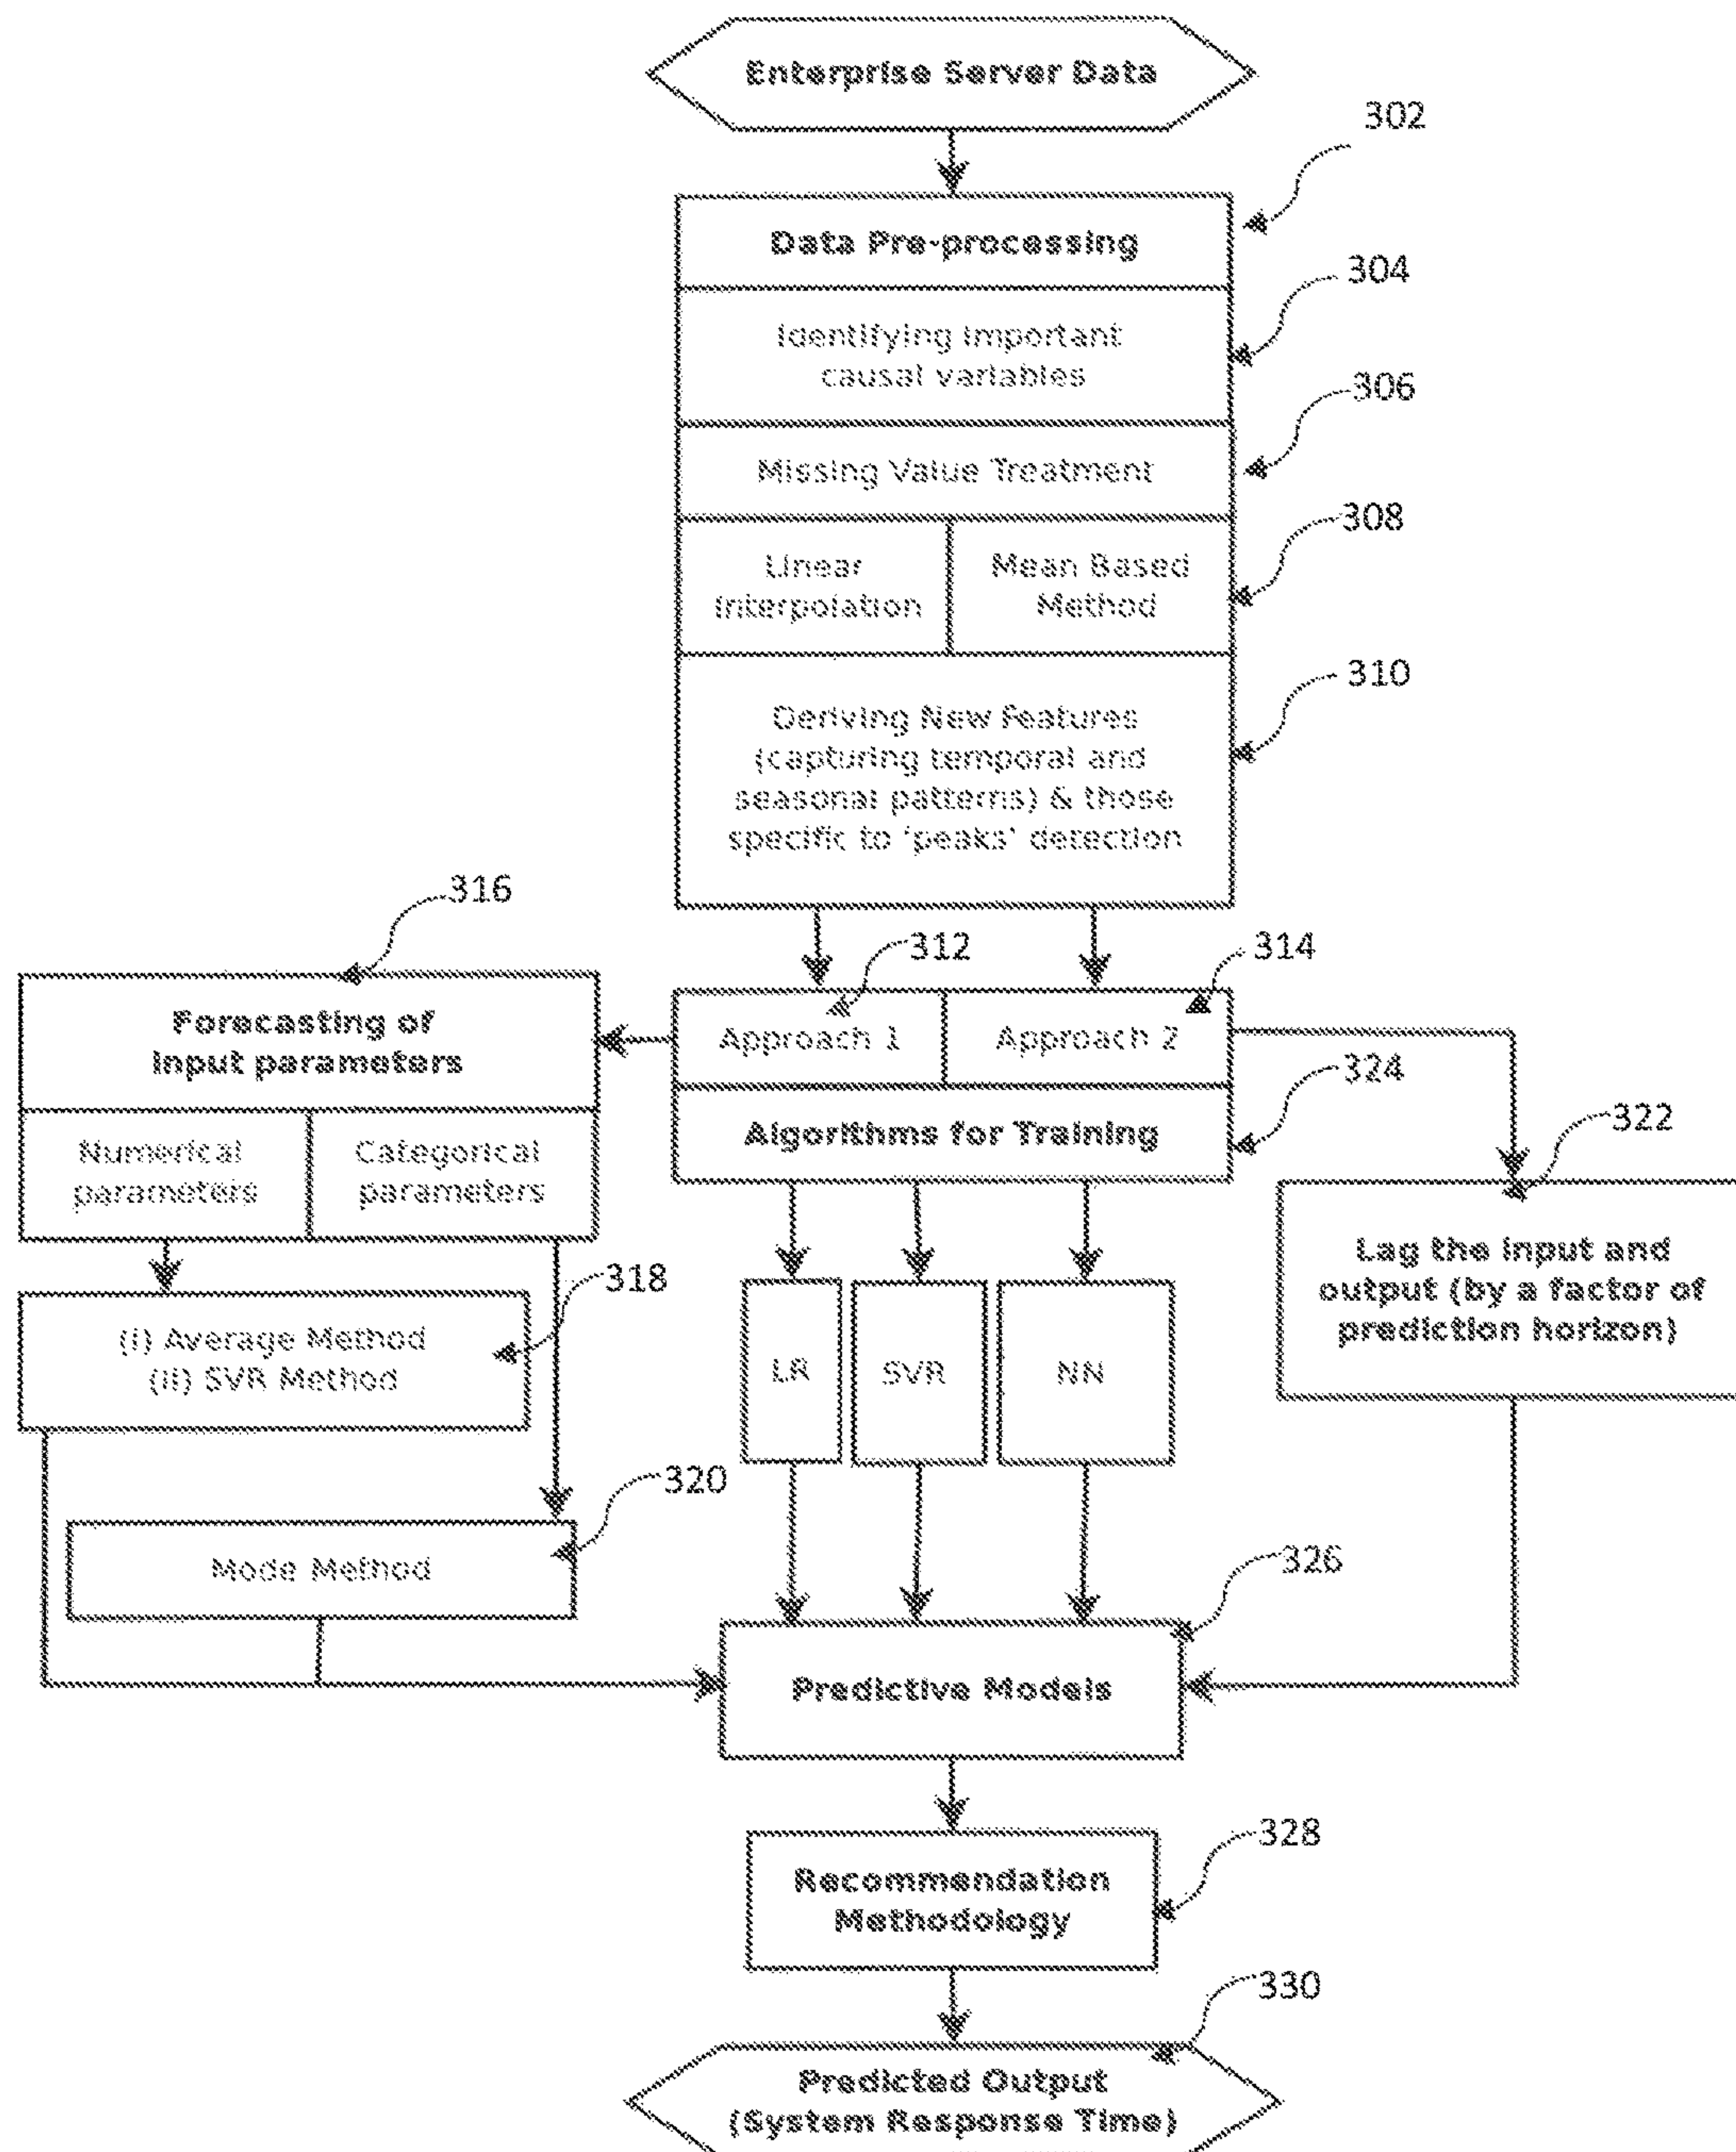 Enterprise Server Data
302
Data Pre-processing
304
Identifying important
causal variables
306
Missing Value Treatment
308
Linear
Interpolation
Mean Based
Method
310
Deriving New Features
(capturing temporal and
seasonal patterns) & those
specific to ‘peaks’ detection
316
312
314
Forecasting of
input parameters
Approach 1
Approach 2
324
322
Numerical
parameters
Categorical
parameters
Algorithms for Training
318
Lag the input and
output (by a factor of
prediction horizon)
(i) Average Method
(ii) SVR Method
LR
SVR
NN
320
Mode Method
326
Predictive Models
328
Recommendation
Methodology
330
Predicted Output
(System Response Time)